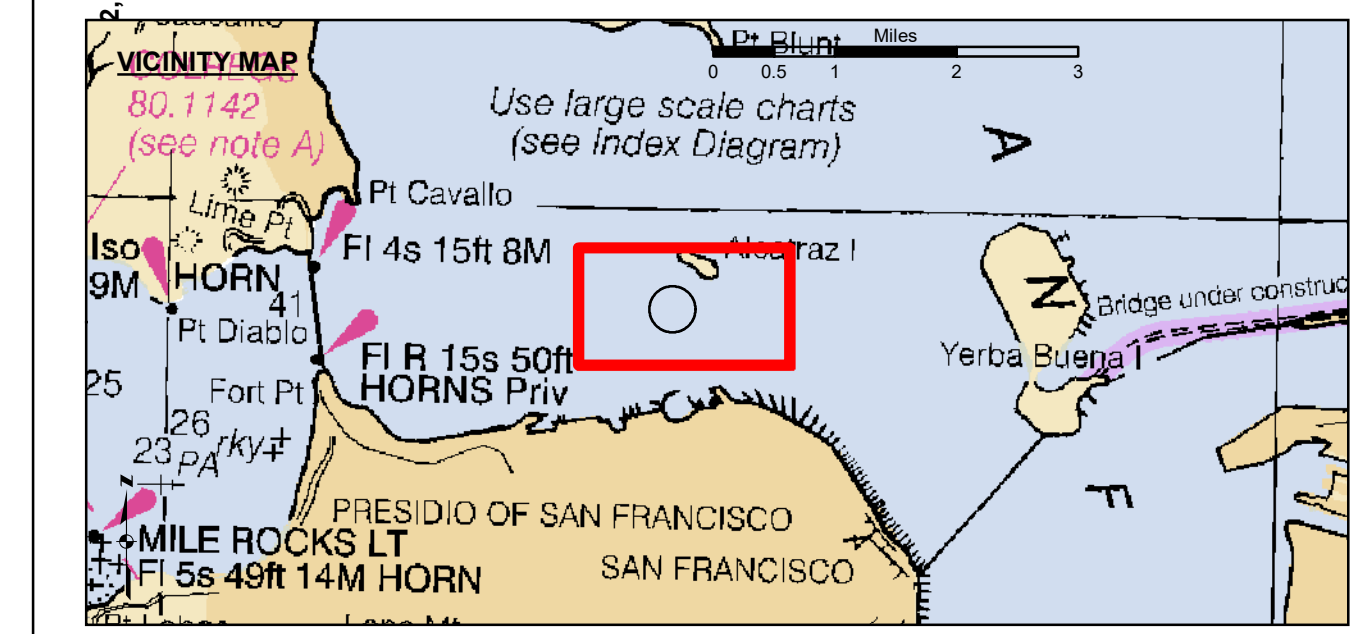 VICINITY MAP
COLREGS
80.1142
(see note A)
Pt Blunt
Miles
0 0.5 1 2 3
Use large scale charts
(see Index Diagram)
A
Pt Cavallo
Lime Pt
Iso
9M
HORN
41
Fl 4s 15ft 8M
Alcatraz I
N
Bridge under construc
Pt Diablo
Yerba Buena I
Fl R 15s 50ft
HORNS Priv
25
Fort Pt
26
23
PA
rky
F
N
PRESIDIO OF SAN FRANCISCO
MILE ROCKS LT
Fl 5s 49ft 14M HORN
SAN FRANCISCO